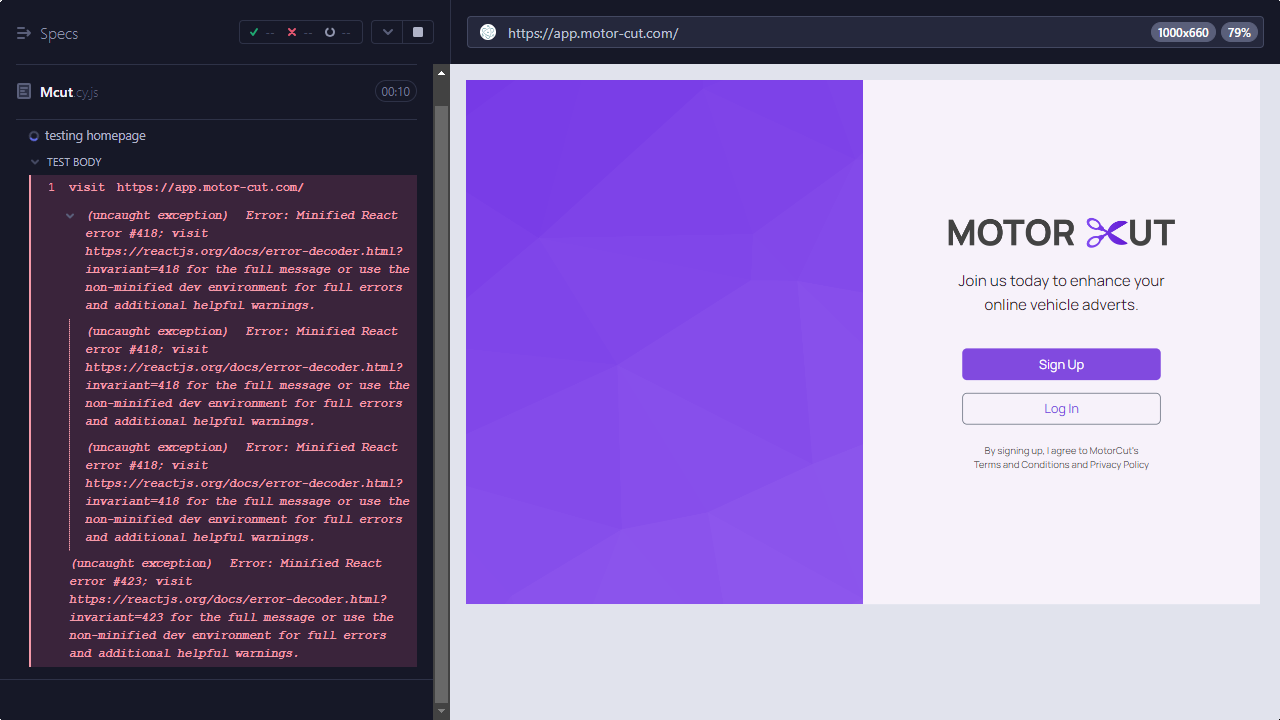 Specs
-- -- --
https://app.motor-cut.com/
1000x660
79%
Mcut.cy.js
00:10
testing homepage
TEST BODY
1 visit https://app.motor-cut.com/
(uncaught exception) Error: Minified React
error #418; visit
https://reactjs.org/docs/error-decoder.html?
invariant=418 for the full message or use the
non-minified dev environment for full errors
and additional helpful warnings.
(uncaught exception) Error: Minified React
error #418; visit
https://reactjs.org/docs/error-decoder.html?
invariant=418 for the full message or use the
non-minified dev environment for full errors
and additional helpful warnings.
(uncaught exception) Error: Minified React
error #418; visit
https://reactjs.org/docs/error-decoder.html?
invariant=418 for the full message or use the
non-minified dev environment for full errors
and additional helpful warnings.
(uncaught exception) Error: Minified React
error #423; visit
https://reactjs.org/docs/error-decoder.html?
invariant=423 for the full message or use the
non-minified dev environment for full errors
and additional helpful warnings.
MOTOR CUT
Join us today to enhance your
online vehicle adverts.
Sign Up
Log In
By signing up, I agree to MotorCut's
Terms and Conditions and Privacy Policy